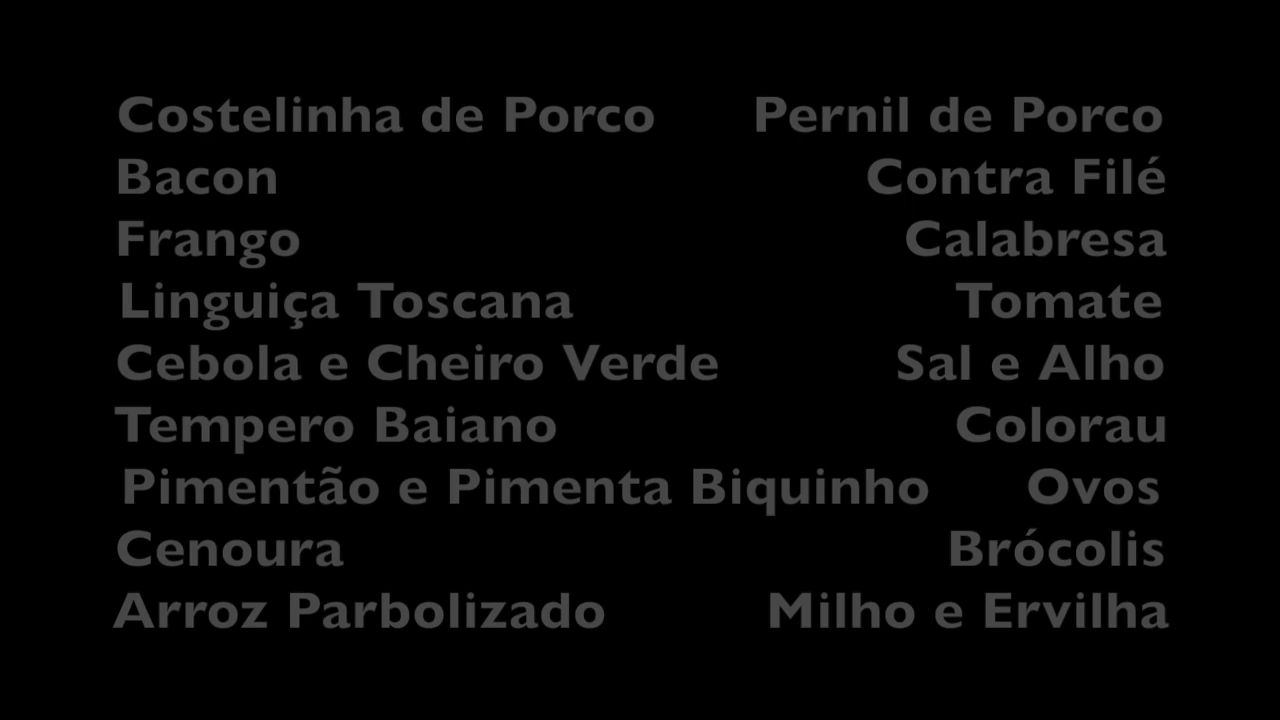 Costelinha de Porco Pernil de Porco
Bacon Contra Filé
Frango Calabresa
Linguiça Toscana Tomate
Cebola e Cheiro Verde Sal e Alho
Tempero Baiano Colorau
Pimentão e Pimenta Biquinho Ovos
Cenoura Brócolis
Arroz Parbolizado Milho e Ervilha